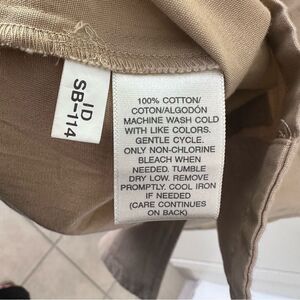 ID
SB-114
100% COTTON/
COTON/ALGODÓN
MACHINE WASH COLD
WITH LIKE COLORS.
GENTLE CYCLE.
ONLY NON-CHLORINE
BLEACH WHEN
NEEDED. TUMBLE
DRY LOW. REMOVE
PROMPTLY. COOL IRON
IF NEEDED
(CARE CONTINUES
ON BACK)